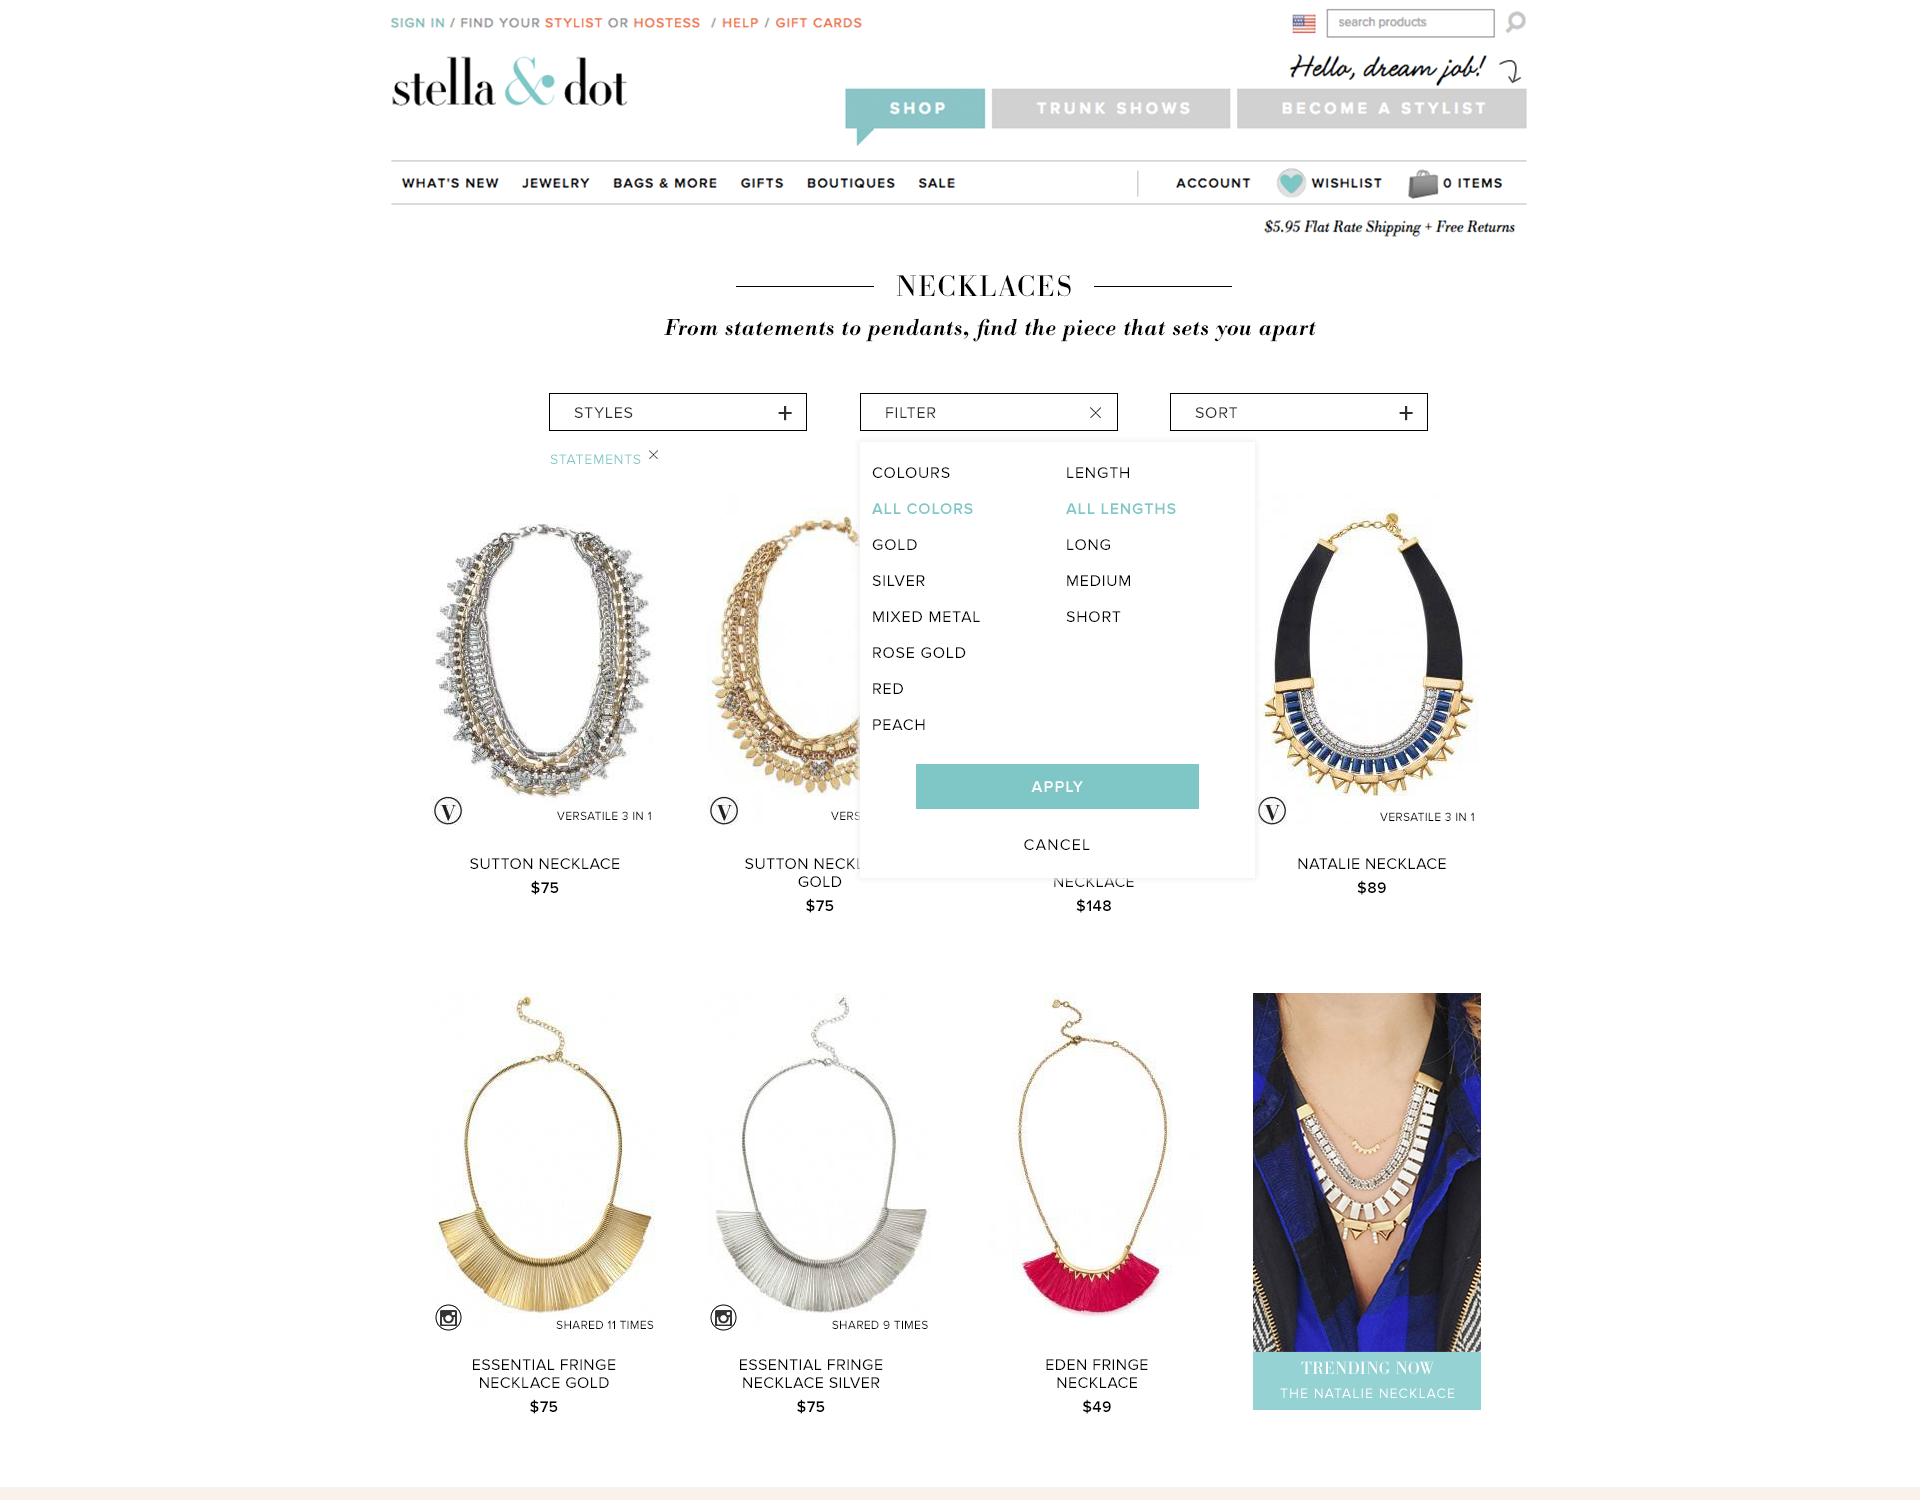 SIGN IN / FIND YOUR STYLIST OR HOSTESS / HELP / GIFT CARDS
search products
stella & dot
Hello, dream job!
SHOP
TRUNK SHOWS
BECOME A STYLIST
WHAT'S NEW JEWELRY BAGS & MORE GIFTS BOUTIQUES SALE
ACCOUNT WISHLIST 0 ITEMS
$5.95 Flat Rate Shipping + Free Returns
NECKLACES
From statements to pendants, find the piece that sets you apart
STYLES +
FILTER ×
SORT +
STATEMENTS ×
COLOURS
ALL COLORS
GOLD
SILVER
MIXED METAL
ROSE GOLD
RED
PEACH
LENGTH
ALL LENGTHS
LONG
MEDIUM
SHORT
APPLY
CANCEL
V VERSATILE 3 IN 1
SUTTON NECKLACE
$75
V
GOLD
$75
NECKLACE
$148
V VERSATILE 3 IN 1
NATALIE NECKLACE
$89
SHARED 11 TIMES
ESSENTIAL FRINGE
NECKLACE GOLD
$75
SHARED 9 TIMES
ESSENTIAL FRINGE
NECKLACE SILVER
$75
EDEN FRINGE
NECKLACE
$49
TRENDING NOW
THE NATALIE NECKLACE